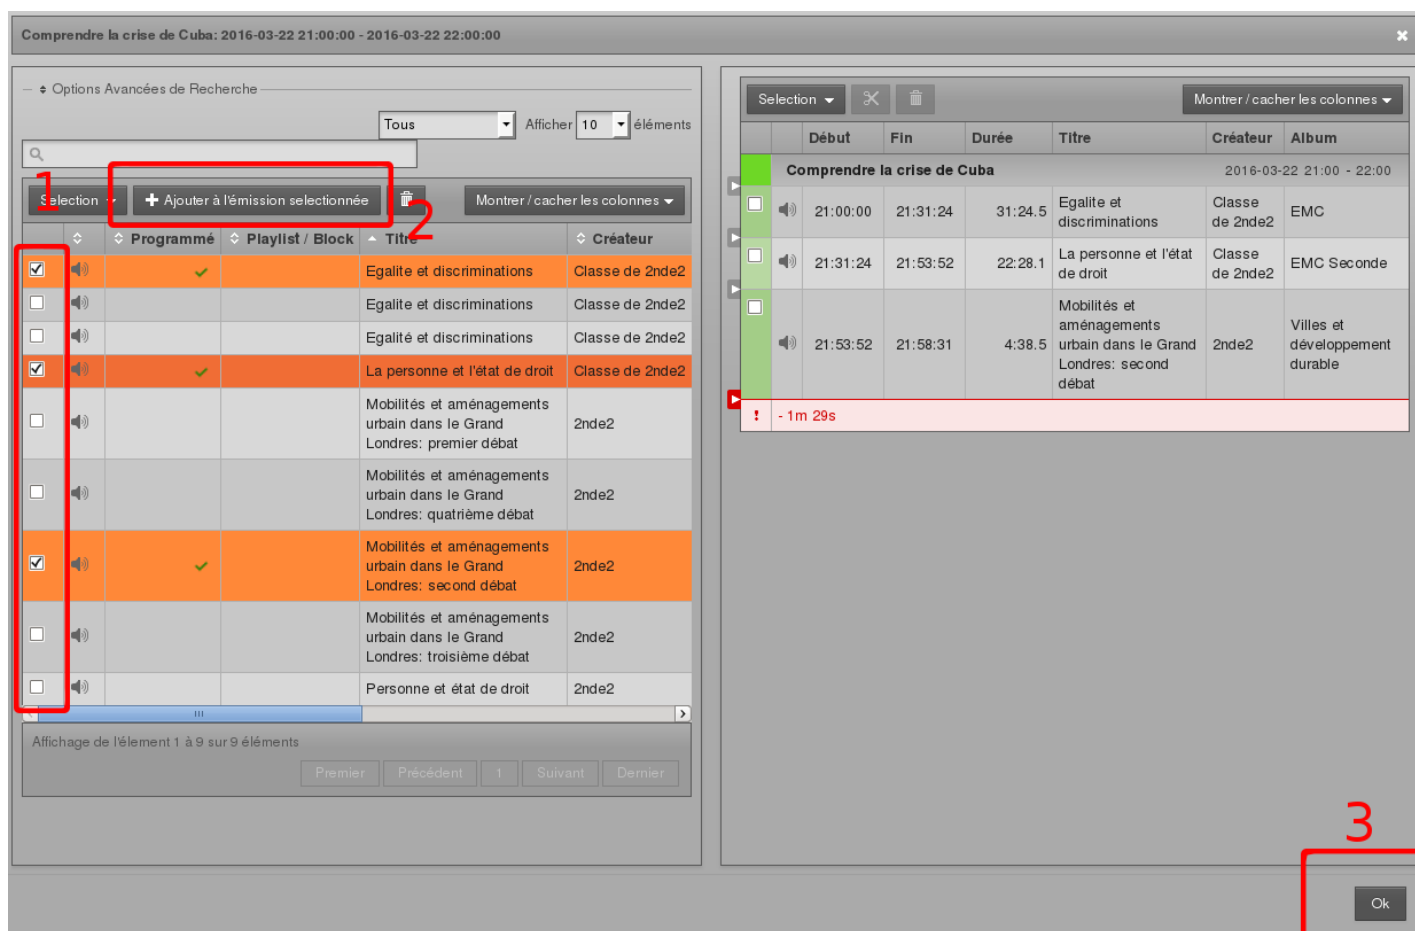 Comprendre la crise de Cuba: 2016-03-22 21:00:00 - 2016-03-22 22:00:00
Options Avancées de Recherche
Tous Afficher 10 éléments
1
Selection + Ajouter à l'émission selectionnée Montrer / cacher les colonnes
2
Programmé Playlist / Block Titre Créateur
Egalite et discriminations Classe de 2nde2
Egalite et discriminations Classe de 2nde2
Egalité et discriminations Classe de 2nde2
La personne et l'état de droit Classe de 2nde2
Mobilités et aménagements
urbain dans le Grand 2nde2
Londres: premier débat
Mobilités et aménagements
urbain dans le Grand 2nde2
Londres: quatrième débat
Mobilités et aménagements
urbain dans le Grand 2nde2
Londres: second débat
Mobilités et aménagements
urbain dans le Grand 2nde2
Londres: troisième débat
Personne et état de droit 2nde2
Affichage de l'élement 1 à 9 sur 9 éléments
Premier Précédent 1 Suivant Dernier
Selection Montrer / cacher les colonnes
Début Fin Durée Titre Créateur Album
Comprendre la crise de Cuba 2016-03-22 21:00 - 22:00
Egalite et Classe
21:00:00 21:31:24 31:24.5 EMC
discriminations de 2nde2
La personne et l'état Classe
21:31:24 21:53:52 22:28.1 EMC Seconde
de droit de 2nde2
Mobilités et
aménagements Villes et
21:53:52 21:58:31 4:38.5 urbain dans le Grand 2nde2 développement
Londres: second durable
débat
! - 1m 29s
3
Ok